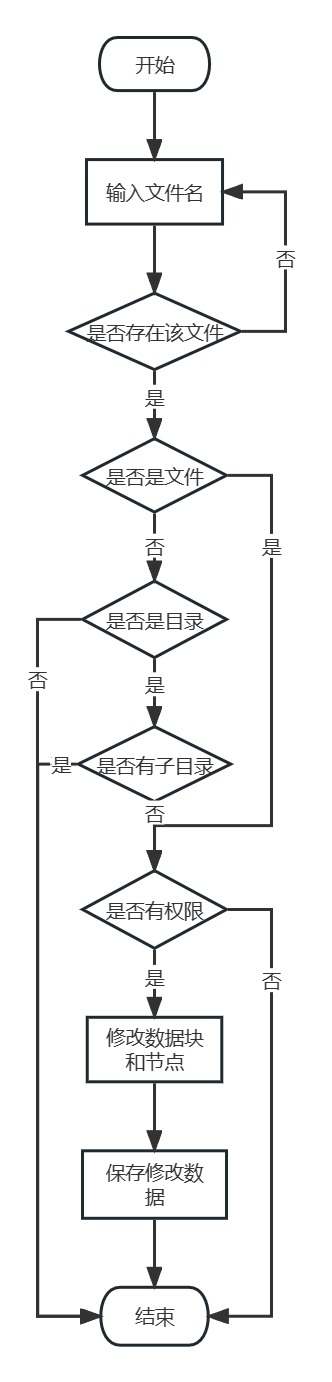 开始
输入文件名
否
是否存在该文件
是
是否是文件
否
是
是否是目录
否
是
是否有子目录
是
否
是否有权限
是
否
修改数据块
和节点
保存修改数
据
结束